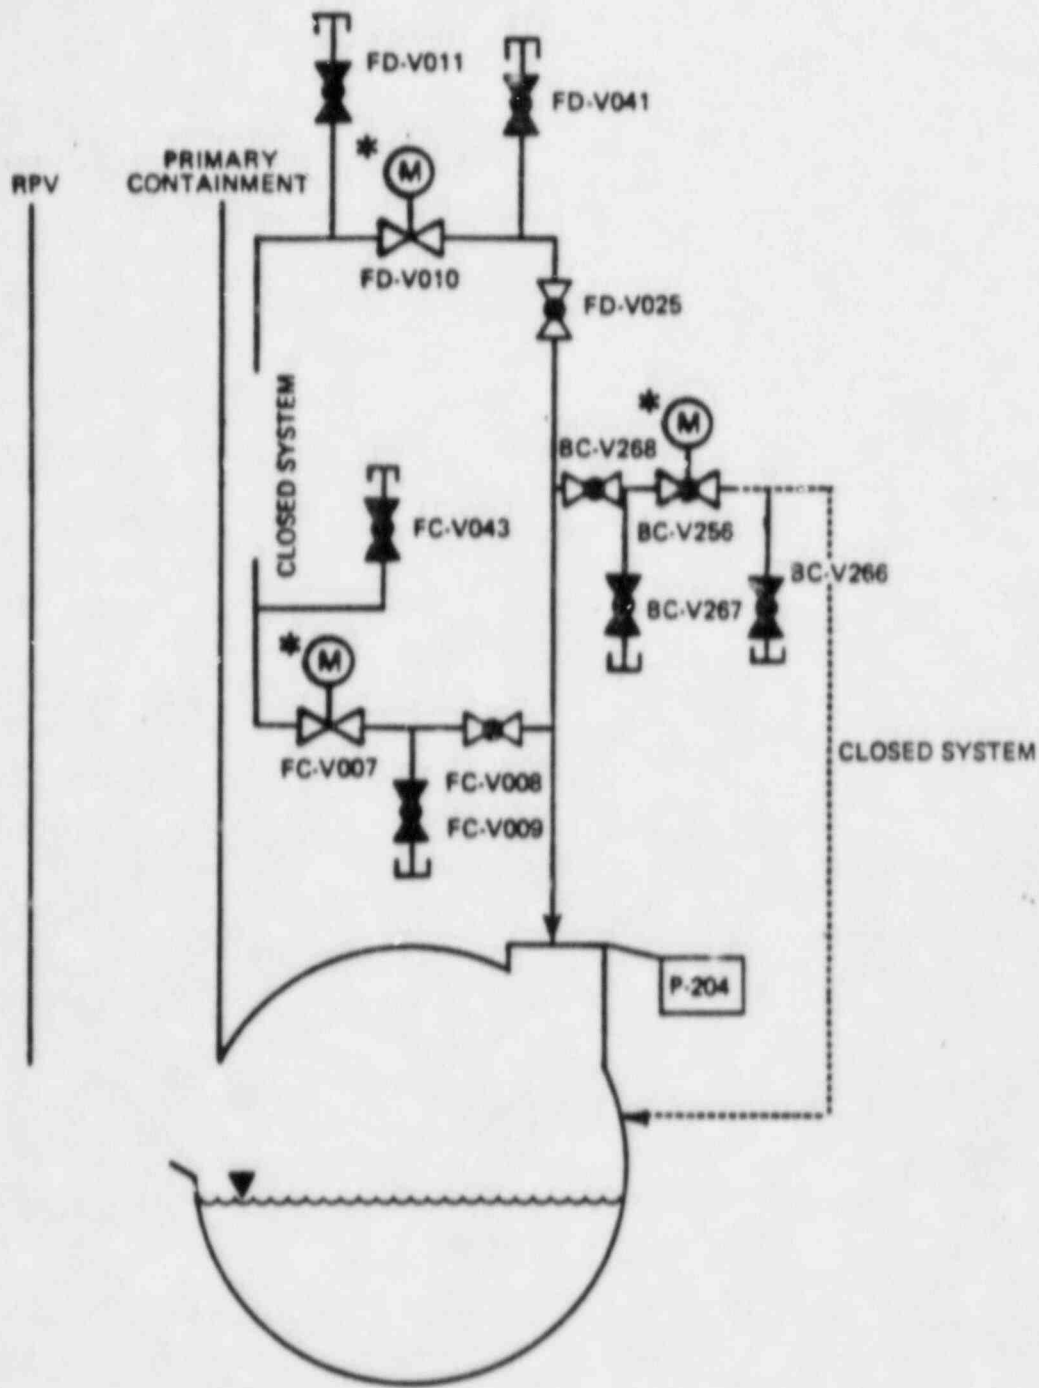 FD-V011
FD-V041
*
M
PRIMARY
CONTAINMENT
RPV
FD-V010
FD-V025
CLOSED SYSTEM
*
M
BC-V268
FC-V043
BC-V256
BC-V266
BC-V267
*
M
CLOSED SYSTEM
FC-V007
FC-V008
FC-V009
P-204